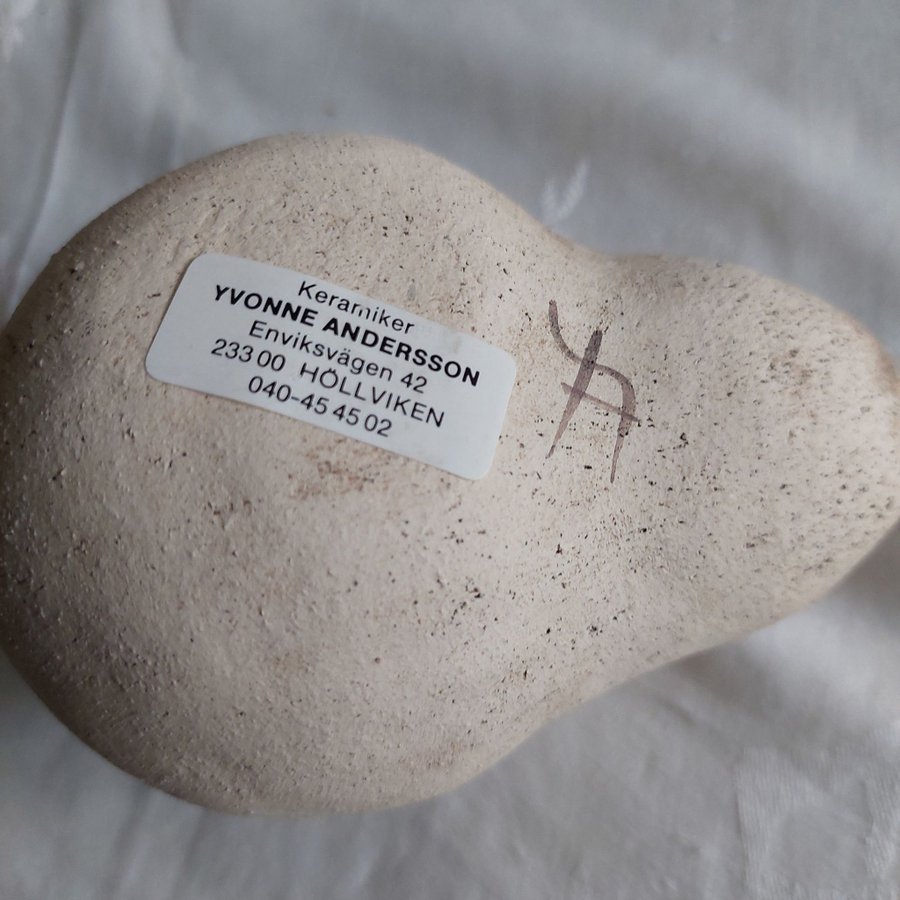 Keramiker
YVONNE ANDERSSON
Enviksvägen 42
233 00 HÖLLVIKEN
040-45 45 02